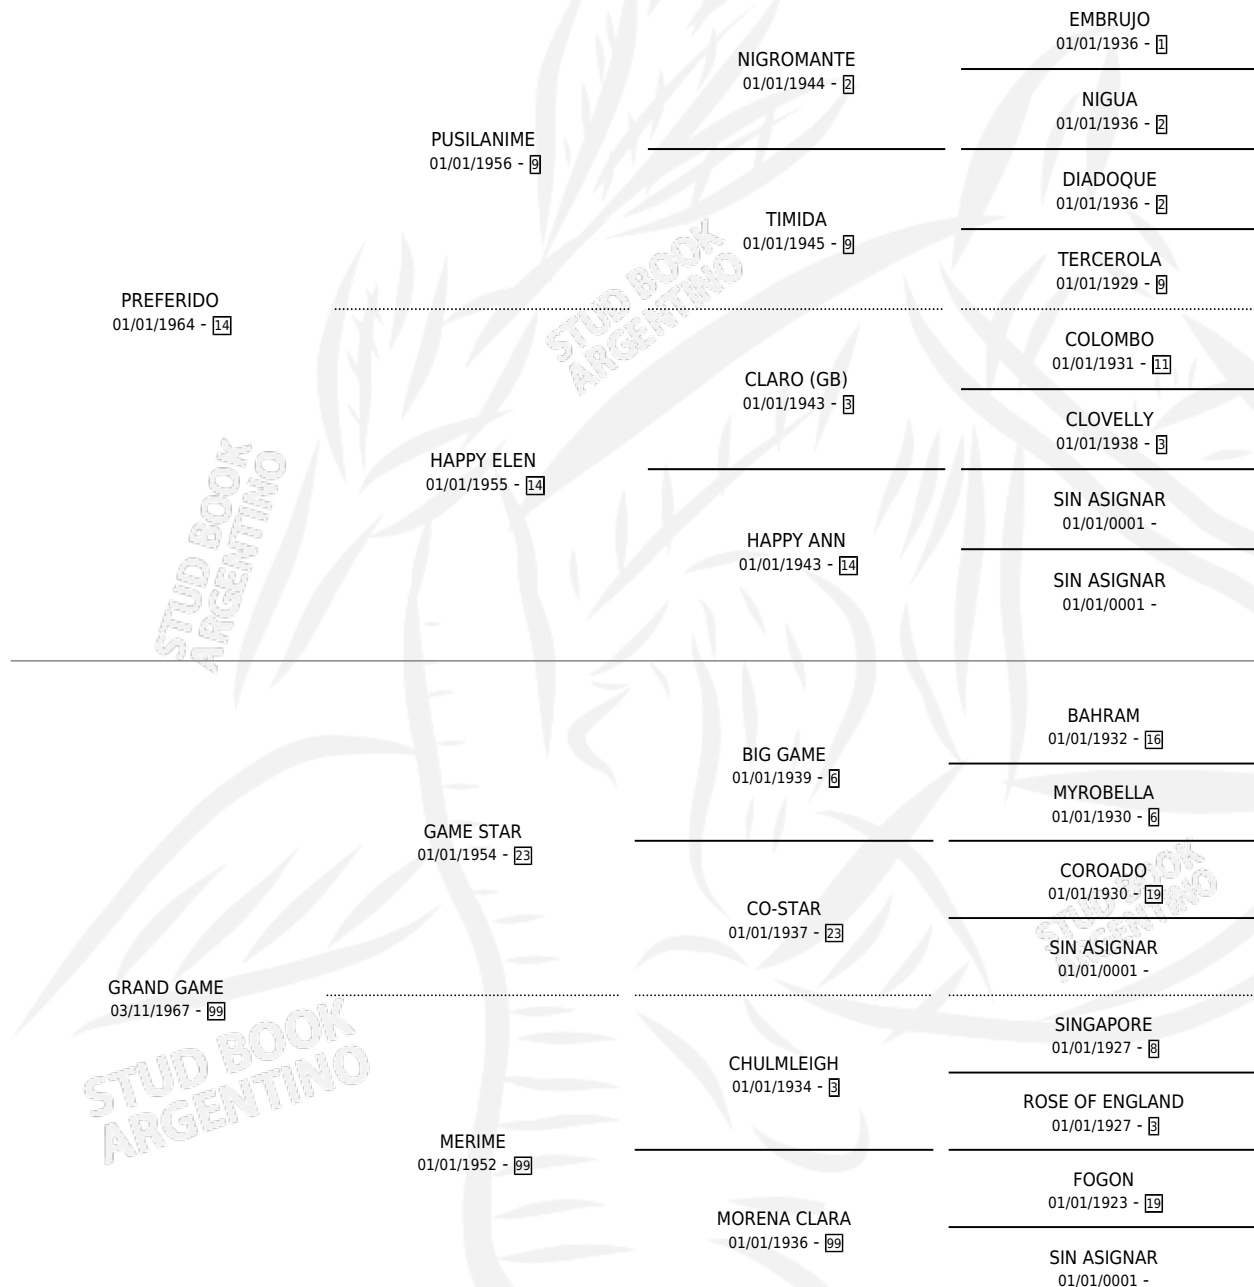 EMBRUJO
01/01/1936 - 1
NIGROMANTE
01/01/1944 - 2
NIGUA
01/01/1936 - 2
PUSILANIME
01/01/1956 - 9
DIADOQUE
01/01/1936 - 2
TIMIDA
01/01/1945 - 9
TERCEROLA
01/01/1929 - 9
PREFERIDO
01/01/1964 - 14
COLOMBO
01/01/1931 - 11
CLARO (GB)
01/01/1943 - 3
CLOVELLY
01/01/1938 - 3
HAPPY ELEN
01/01/1955 - 14
SIN ASIGNAR
01/01/0001 -
HAPPY ANN
01/01/1943 - 14
SIN ASIGNAR
01/01/0001 -
STUD BOOK
ARGENTINO
STUD BOOK
ARGENTINO
BAHRAM
01/01/1932 - 16
BIG GAME
01/01/1939 - 6
MYROBELLA
01/01/1930 - 6
GAME STAR
01/01/1954 - 23
COROADO
01/01/1930 - 19
CO-STAR
01/01/1937 - 23
SIN ASIGNAR
01/01/0001 -
GRAND GAME
03/11/1967 - 99
SINGAPORE
01/01/1927 - 8
CHULMLEIGH
01/01/1934 - 3
ROSE OF ENGLAND
01/01/1927 - 3
MERIME
01/01/1952 - 99
FOGON
01/01/1923 - 19
MORENA CLARA
01/01/1936 - 99
SIN ASIGNAR
01/01/0001 -
STUD BOOK
ARGENTINO
STUD BOOK
ARGENTINO